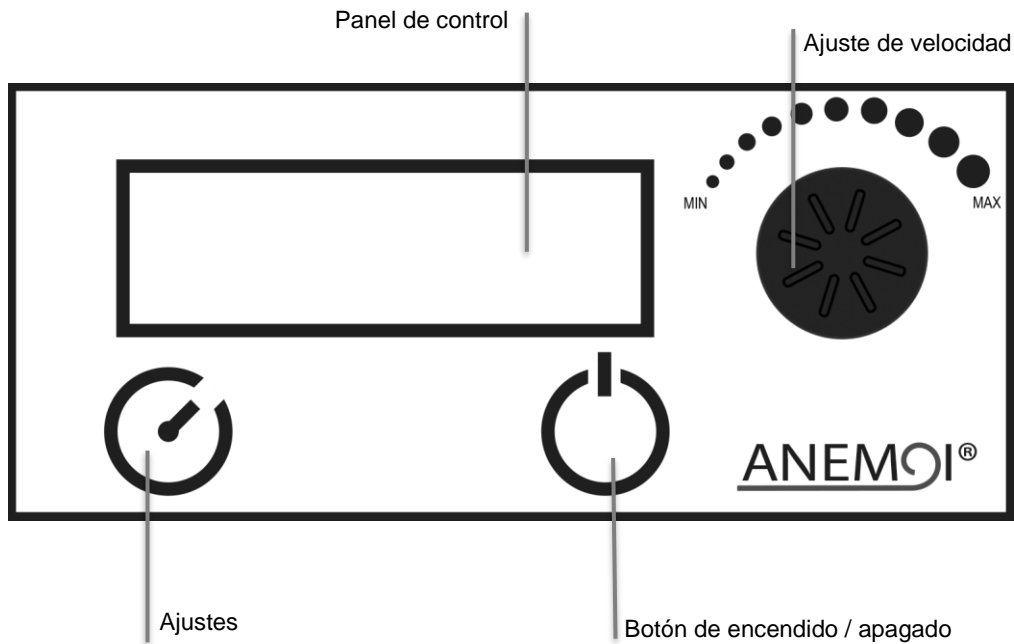 Panel de control
Ajuste de velocidad
MIN
MAX
ANEMOI®
Ajustes
Botón de encendido / apagado